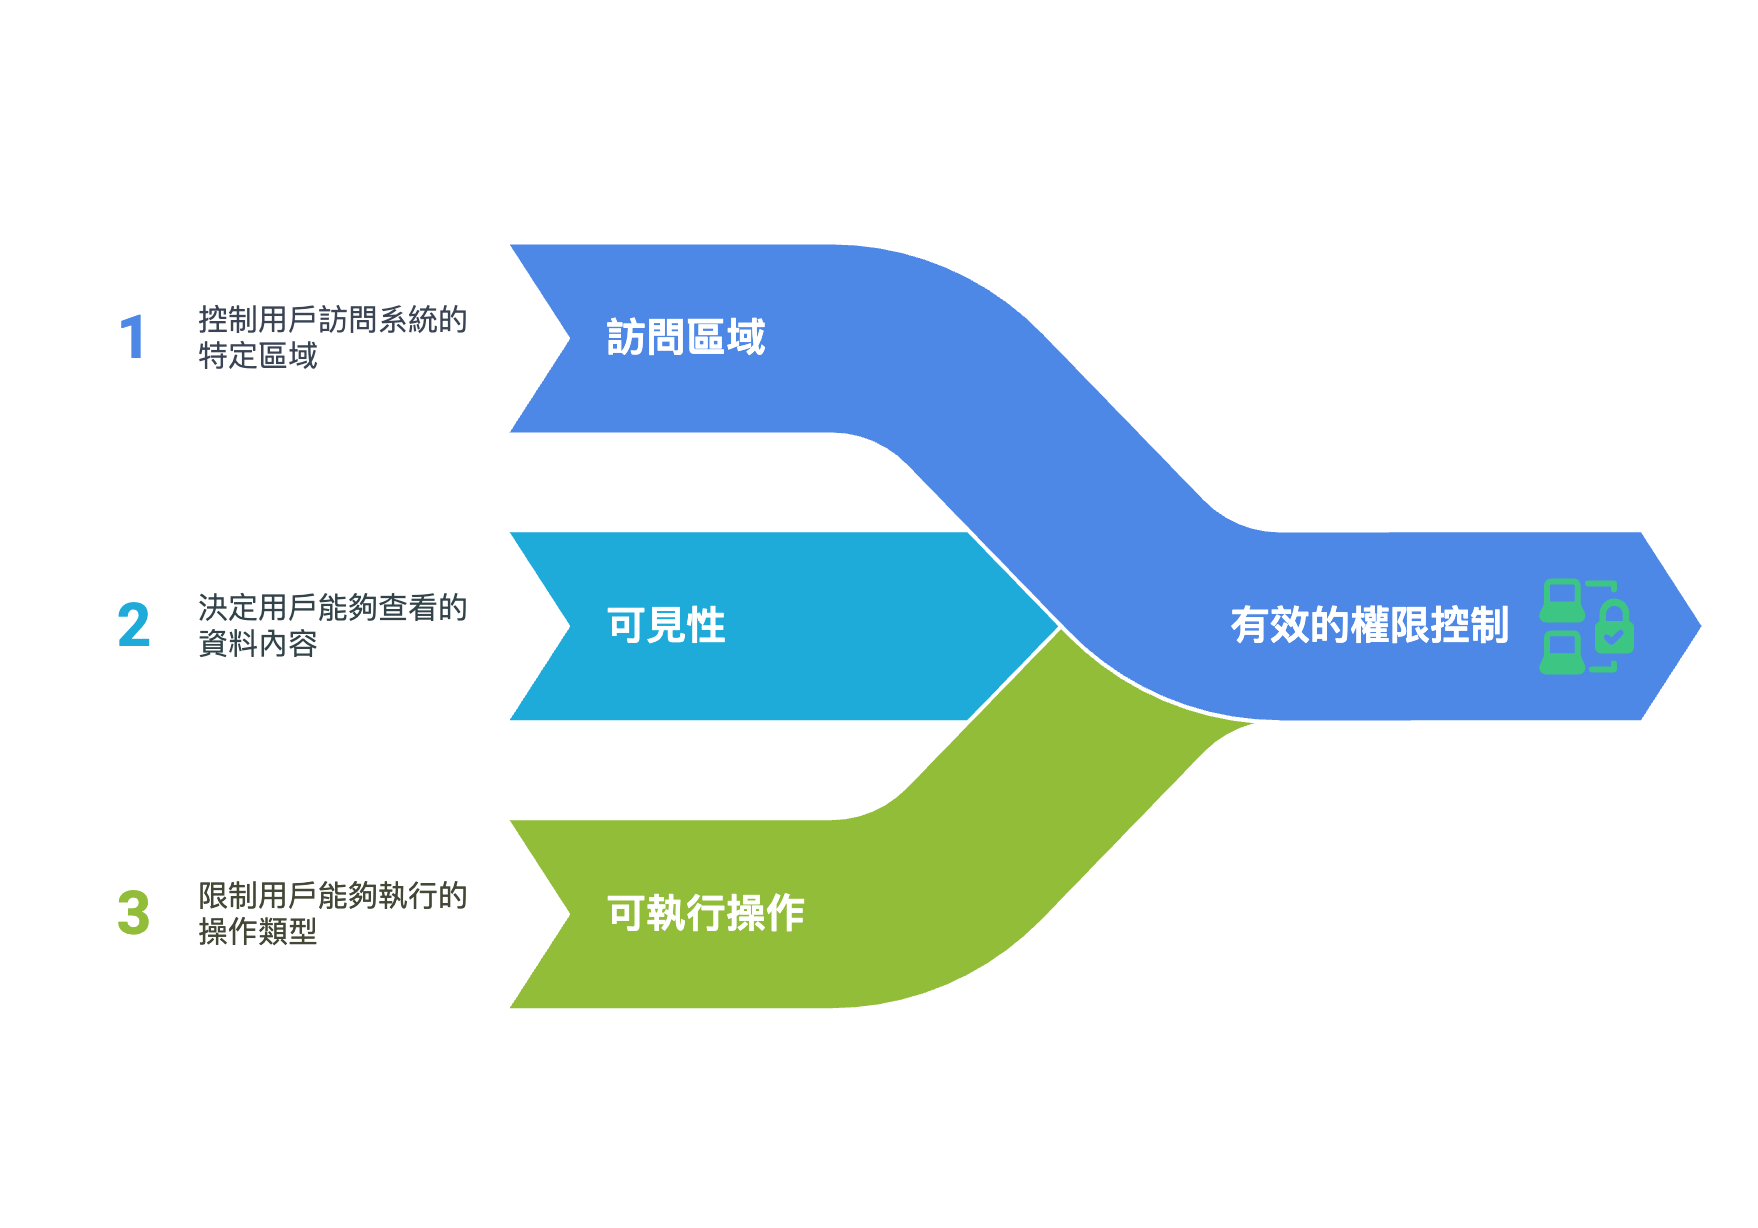 1
控制用戶訪問系統的
特定區域
訪問區域
2
決定用戶能夠查看的
資料內容
可見性
有效的權限控制
3
限制用戶能夠執行的
操作類型
可執行操作